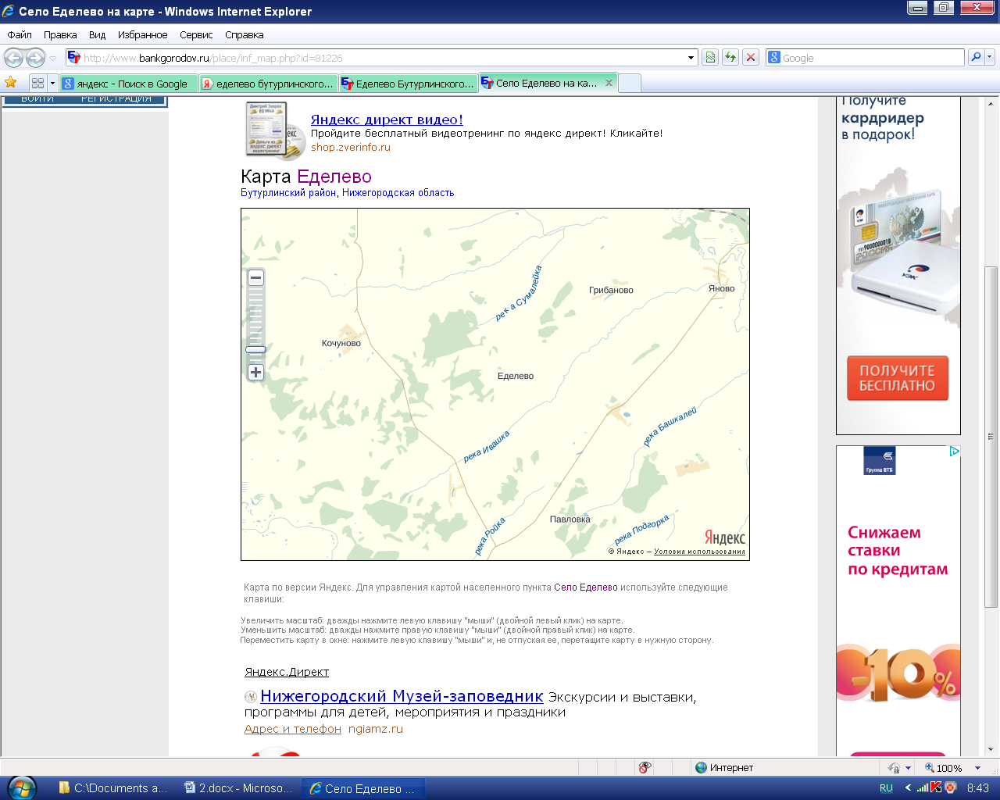 Село Еделево на карте - Windows Internet Explorer
Файл Правка Вид Избранное Сервис Справка
http://www.bankgorodov.ru/place/inf_map.php?id=81226
Google
яндекс - Поиск в Google
еделево бутурлинского...
Еделево Бутурлинского...
Село Еделево на ка...
ВОЙТИ РЕГИСТРАЦИЯ
Яндекс директ видео!
Пройдите бесплатный видеотренинг по яндекс директ! Кликайте!
shop.zverinfo.ru
Карта Еделево
Бутурлинский район, Нижегородская область
река Сумалейка
Грибаново
Яново
Кочуново
Еделево
река Ивашка
река Башкалей
Павловка
река Ройка
река Подгорка
Яндекс
© Яндекс – Условия использования
Карта по версии Яндекс. Для управления картой населенного пункта Село Еделево используйте следующие
клавиши:
Увеличить масштаб: дважды нажмите левую клавишу "мыши" (двойной левый клик) на карте.
Уменьшить масштаб: дважды нажмите правую клавишу "мыши" (двойной правый клик) на карте.
Переместить карту в окне: нажмите левую клавишу "мыши" и, не отпуская ее, перетащите карту в нужную сторону.
Яндекс.Директ
Нижегородский Музей-заповедник Экскурсии и выставки,
программы для детей, мероприятия и праздники
Адрес и телефон ngiamz.ru
Получите
кардридер
в подарок!
УЭК
РОССИЯ
УЭК
ПОЛУЧИТЕ
БЕСПЛАТНО
Группа ВТБ
Снижаем
ставки
по кредитам
-10%
Интернет
100%
C:\Documents a...
2.docx - Microso...
Село Еделево ...
RU
8:43